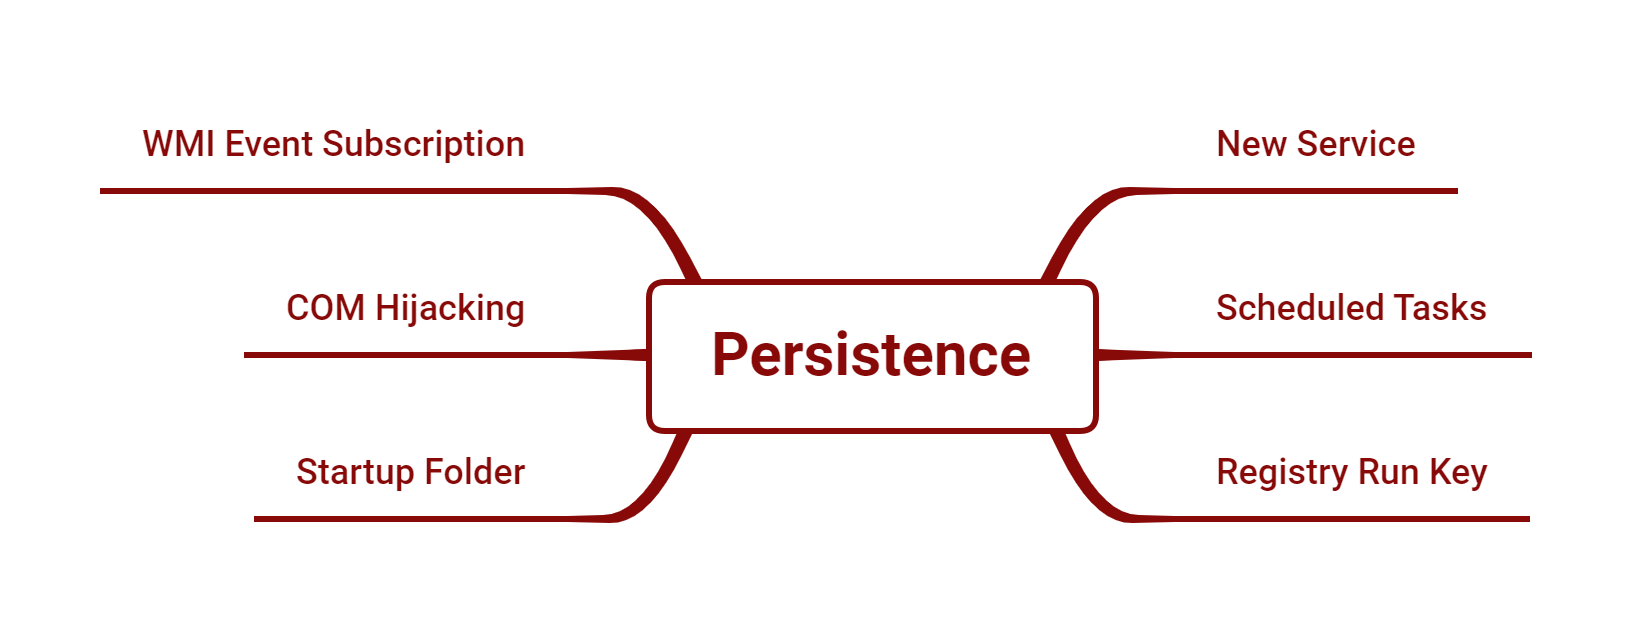 WMI Event Subscription
New Service
COM Hijacking
Scheduled Tasks
Persistence
Startup Folder
Registry Run Key